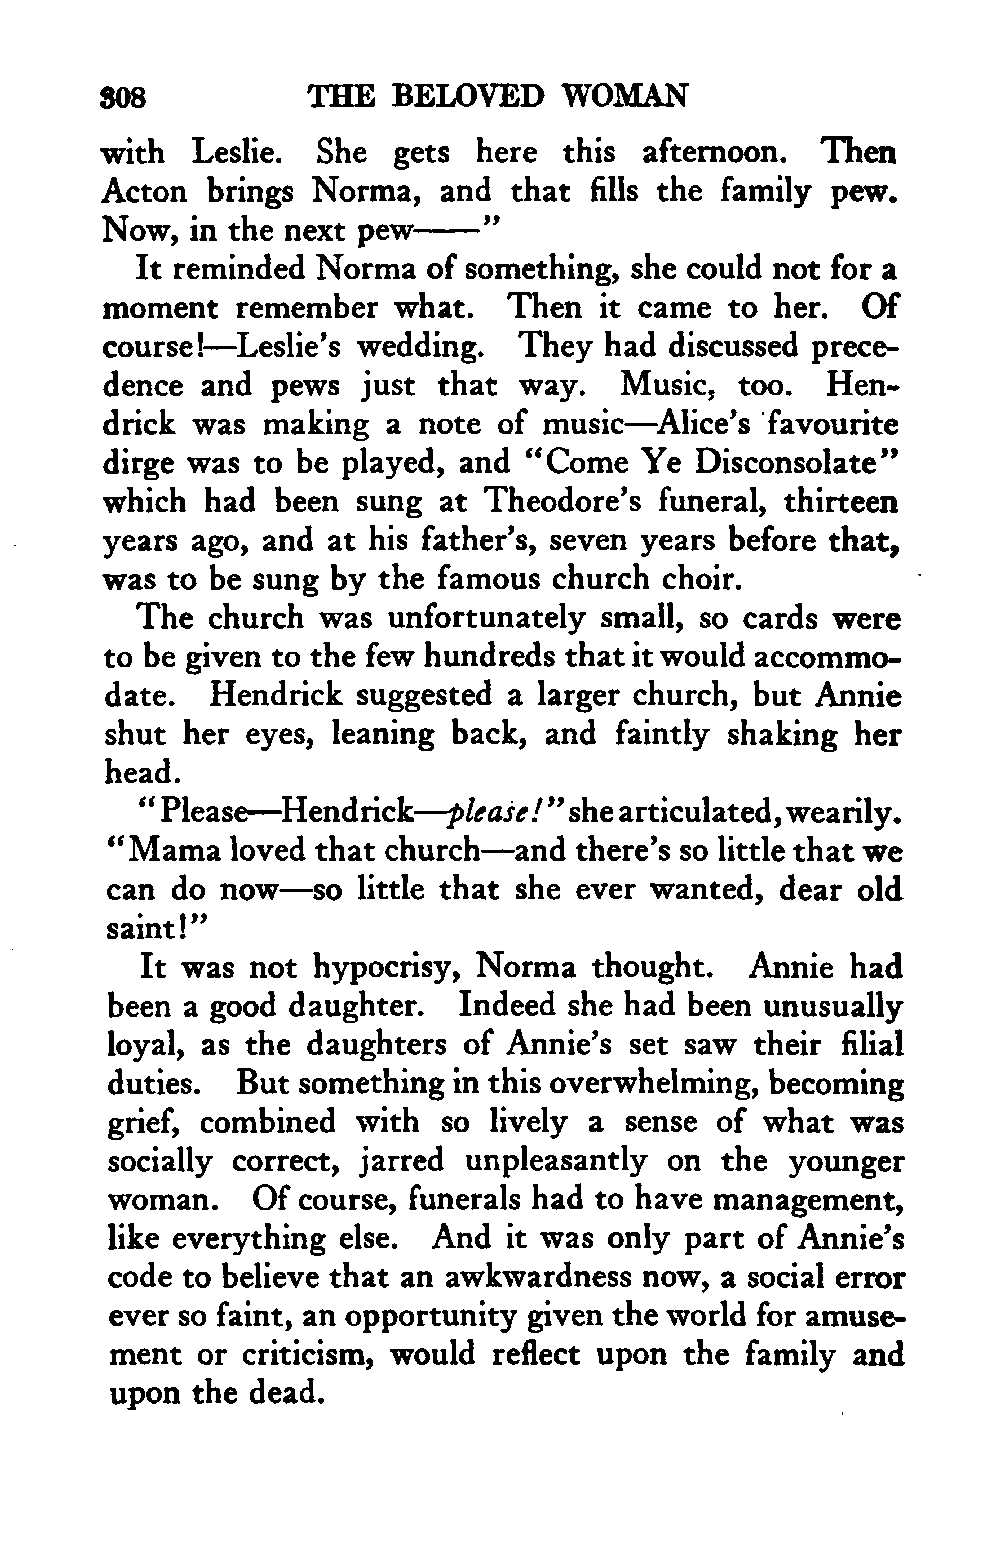 308 THE BELOVED WOMAN
with Leslie. She gets here this afternoon. Then
Acton brings Norma, and that fills the family pew.
Now, in the next pew——"
It reminded Norma of something, she could not for a
moment remember what. Then it came to her. Of
course!—Leslie's wedding. They had discussed prece-
dence and pews just that way. Music, too. Hen-
drick was making a note of music—Alice's favourite
dirge was to be played, and "Come Ye Disconsolate"
which had been sung at Theodore's funeral, thirteen
years ago, and at his father's, seven years before that,
was to be sung by the famous church choir.
The church was unfortunately small, so cards were
to be given to the few hundreds that it would accommo-
date. Hendrick suggested a larger church, but Annie
shut her eyes, leaning back, and faintly shaking her
head.
"Please—Hendrick—please!" she articulated, wearily.
"Mama loved that church—and there's so little that we
can do now—so little that she ever wanted, dear old
saint!"
It was not hypocrisy, Norma thought. Annie had
been a good daughter. Indeed she had been unusually
loyal, as the daughters of Annie's set saw their filial
duties. But something in this overwhelming, becoming
grief, combined with so lively a sense of what was
socially correct, jarred unpleasantly on the younger
woman. Of course, funerals had to have management,
like everything else. And it was only part of Annie's
code to believe that an awkwardness now, a social error
ever so faint, an opportunity given the world for amuse-
ment or criticism, would reflect upon the family and
upon the dead.